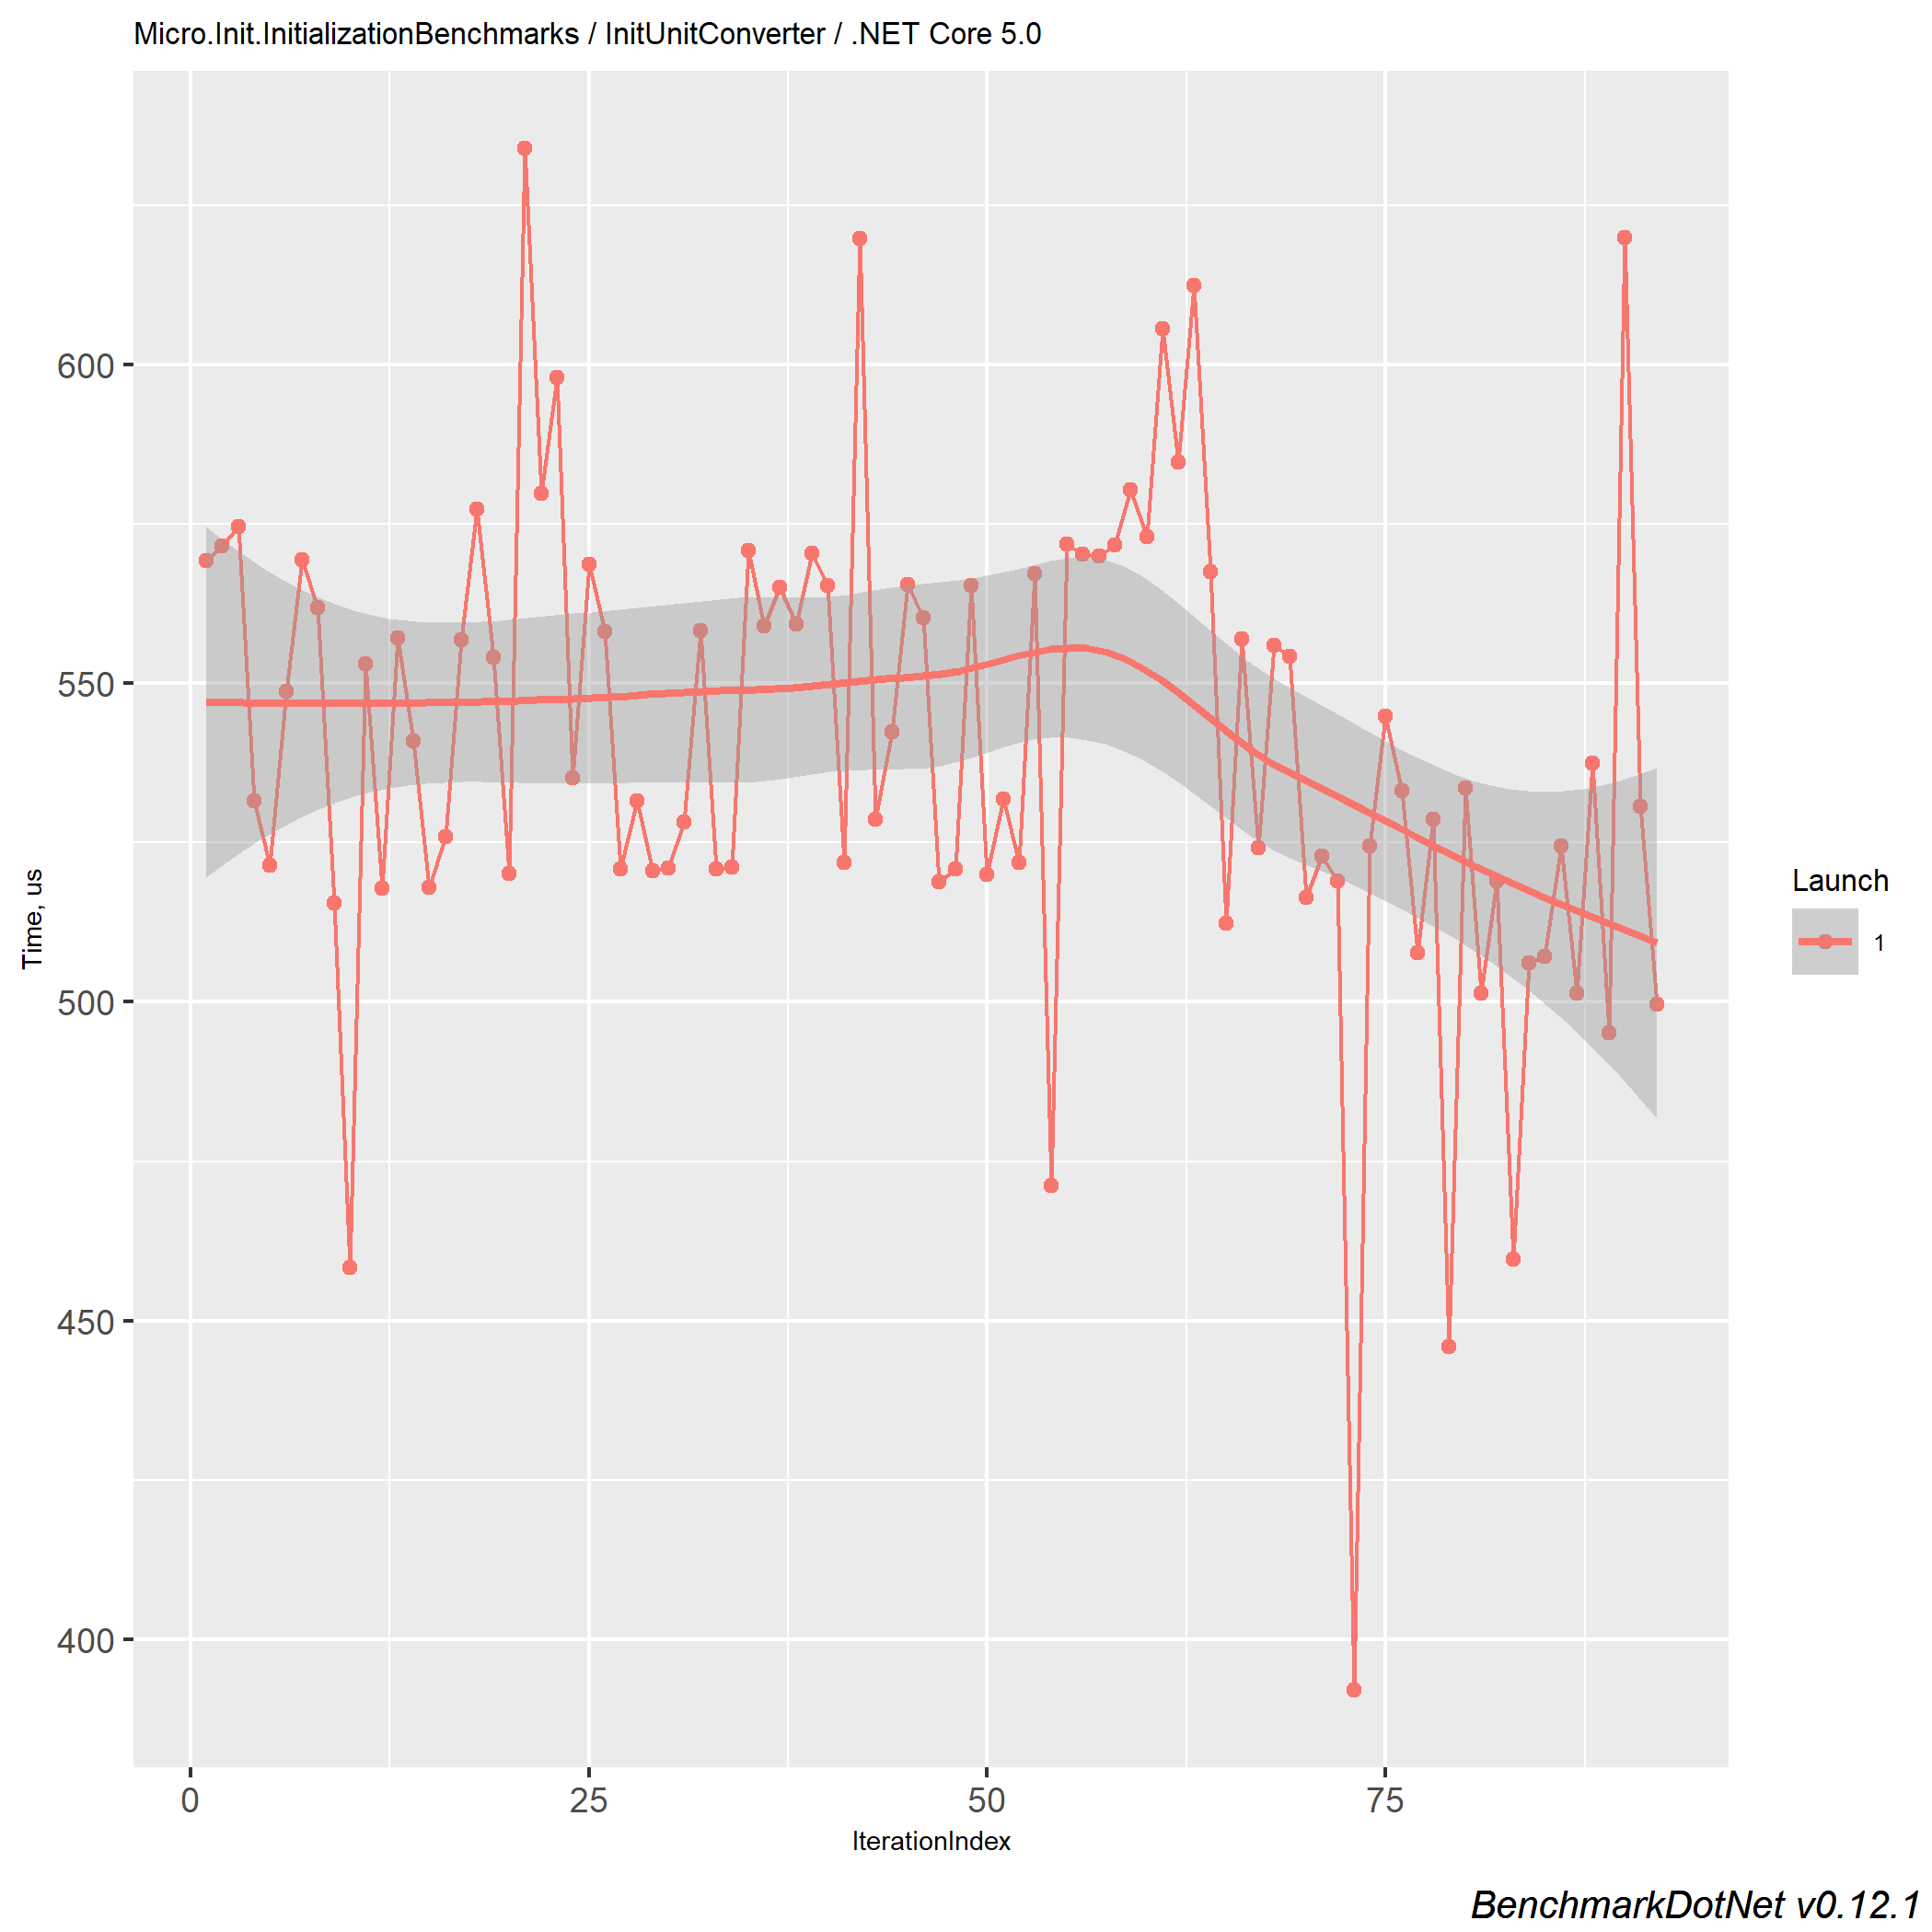 Micro.Init.InitializationBenchmarks / InitUnitConverter / .NET Core 5.0
600
550
500
450
400
Time, us
0 25 50 75
IterationIndex
Launch
1
BenchmarkDotNet v0.12.1